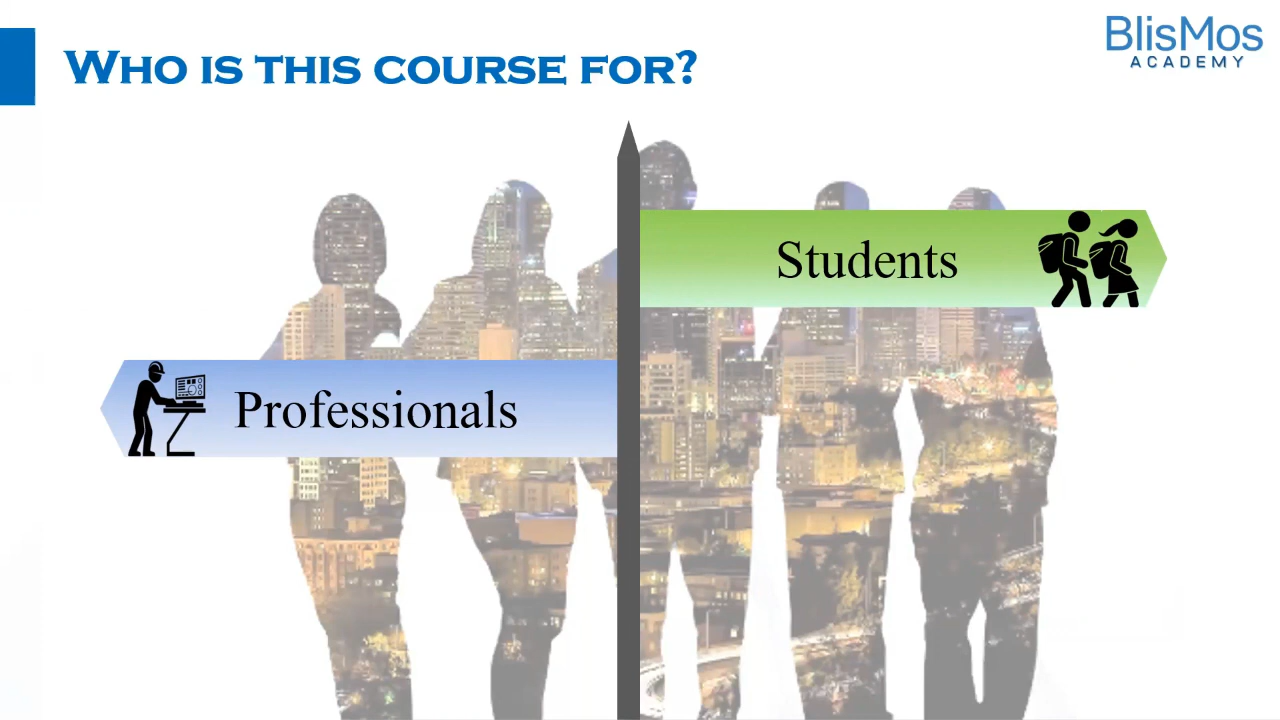 WHO IS THIS COURSE FOR?
BlisMos
ACADEMY
Students
Professionals